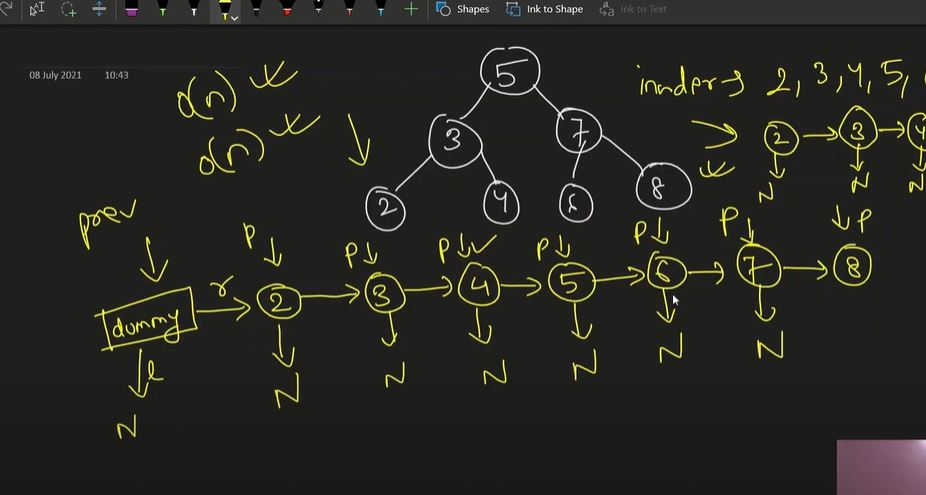 Shapes Ink to Shape Ink to Text
08 July 2021 10:43
O(n)
O(n)
5
3 7
2 4 6 8
inorder → 2, 3, 4, 5,
2 3 4
N N N
prev
P P P P P P P
dummy r 2 3 4 5 6 7 8
l
N N N N N N N